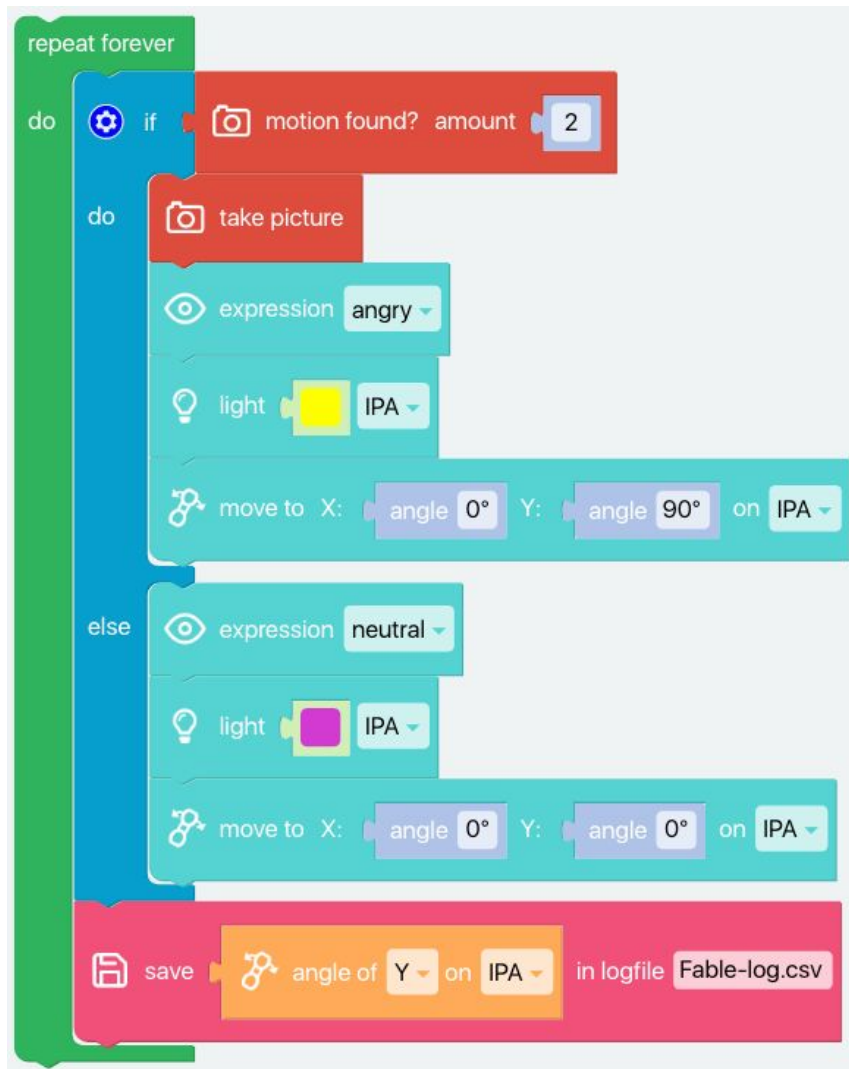 repeat forever
do if motion found? amount 2
do take picture
expression angry
light IPA
move to X: angle 0° Y: angle 90° on IPA
else expression neutral
light IPA
move to X: angle 0° Y: angle 0° on IPA
save angle of Y on IPA in logfile Fable-log.csv